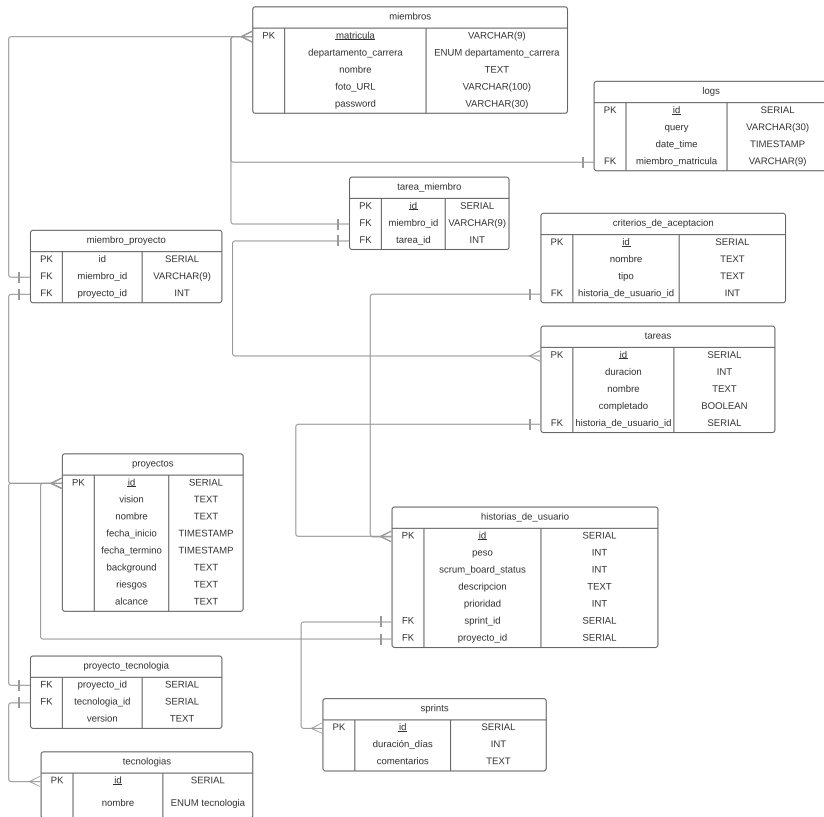 miembros
PK matricula VARCHAR(9)
departamento_carrera ENUM departamento_carrera
nombre TEXT
foto_URL VARCHAR(100)
password VARCHAR(30)
logs
PK id SERIAL
query VARCHAR(30)
date_time TIMESTAMP
FK miembro_matricula VARCHAR(9)
tarea_miembro
PK id SERIAL
FK miembro_id VARCHAR(9)
FK tarea_id INT
criterios_de_aceptacion
PK id SERIAL
nombre TEXT
tipo TEXT
FK historia_de_usuario_id INT
miembro_proyecto
PK id SERIAL
FK miembro_id VARCHAR(9)
FK proyecto_id INT
tareas
PK id SERIAL
duracion INT
nombre TEXT
completado BOOLEAN
FK historia_de_usuario_id SERIAL
proyectos
PK id SERIAL
vision TEXT
nombre TEXT
fecha_inicio TIMESTAMP
fecha_termino TIMESTAMP
background TEXT
riesgos TEXT
alcance TEXT
historias_de_usuario
PK id SERIAL
peso INT
scrum_board_status INT
descripcion TEXT
prioridad INT
FK sprint_id SERIAL
FK proyecto_id SERIAL
proyecto_tecnologia
FK proyecto_id SERIAL
FK tecnologia_id SERIAL
version TEXT
sprints
PK id SERIAL
duración_días INT
comentarios TEXT
tecnologias
PK id SERIAL
nombre ENUM tecnologia